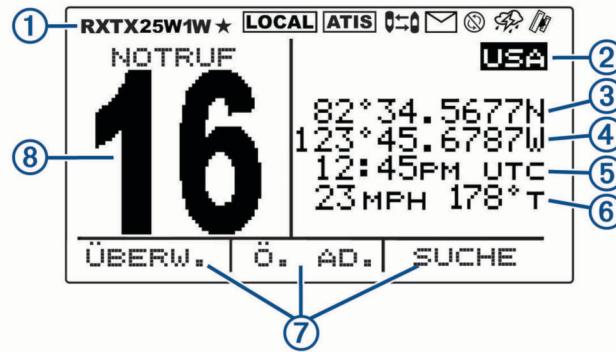 ① RXTX25W1W★ LOCAL ATIS
NOTRUF
USA ②
16
82°34.5677N ③
123°45.6787W ④
12:45PM UTC ⑤
23MPH 178°T ⑥
⑧
ÜBERW. Ö. AD. SUCHE
⑦